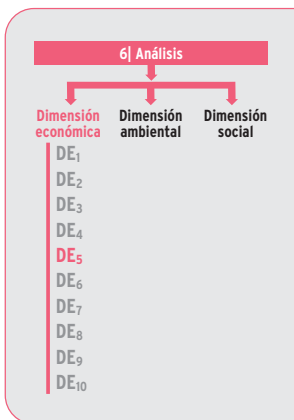 6| Análisis
Dimensión económica
Dimensión ambiental
Dimensión social
DE1
DE2
DE3
DE4
DE5
DE6
DE7
DE8
DE9
DE10